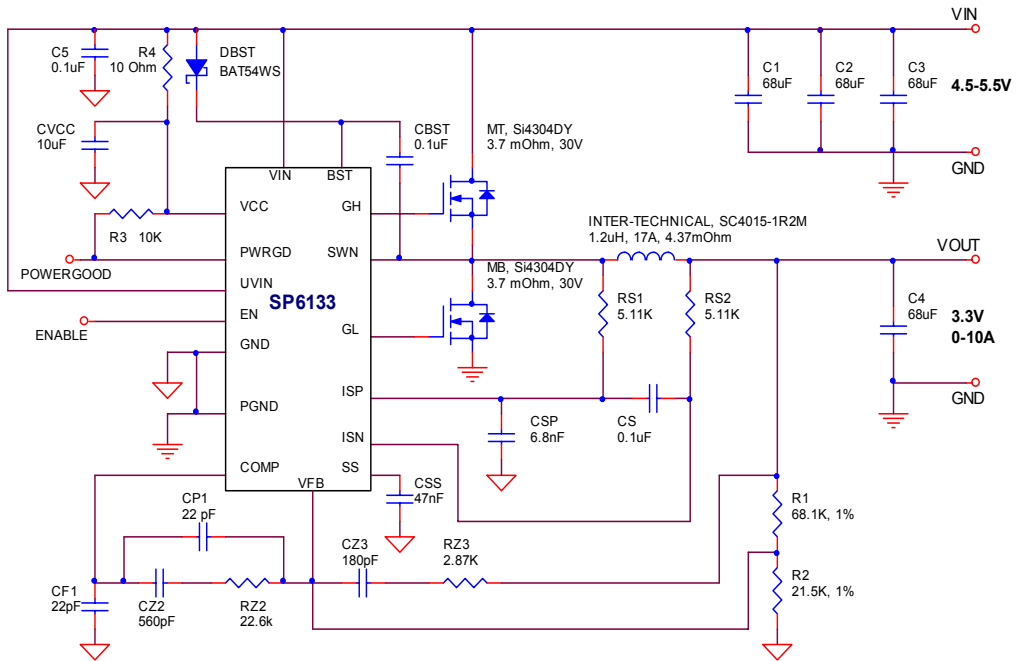 VIN
C5
0.1uF
R4
10 Ohm
DBST
BAT54WS
C1
68uF
C2
68uF
C3
68uF
4.5-5.5V
CVCC
10uF
CBST
0.1uF
MT, Si4304DY
3.7 mOhm, 30V
GND
VIN
BST
VCC
GH
R3 10K
INTER-TECHNICAL, SC4015-1R2M
1.2uH, 17A, 4.37mOhm
PWRGD
SWN
VOUT
POWERGOOD
UVIN
MB, Si4304DY
3.7 mOhm, 30V
SP6133
RS1
5.11K
RS2
5.11K
C4
68uF
3.3V
0-10A
EN
ENABLE
GL
GND
GND
ISP
PGND
CSP
6.8nF
CS
0.1uF
ISN
COMP
SS
VFB
CSS
47nF
CP1
22 pF
R1
68.1K, 1%
CZ3
180pF
RZ3
2.87K
CF1
22pF
CZ2
560pF
RZ2
22.6k
R2
21.5K, 1%